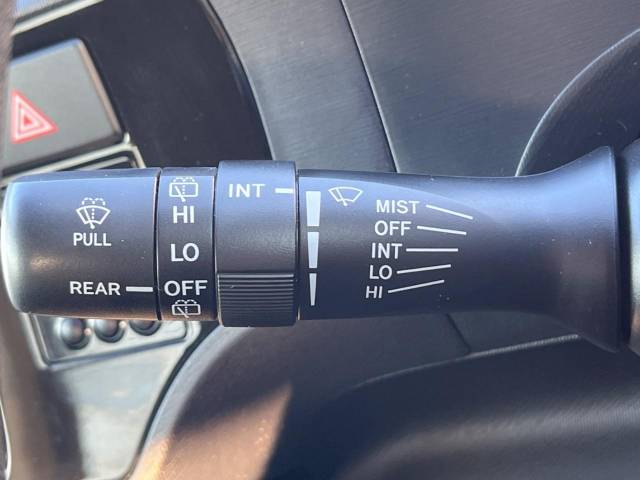 PULL
REAR
HI
LO
OFF
INT
MIST
OFF
INT
LO
HI